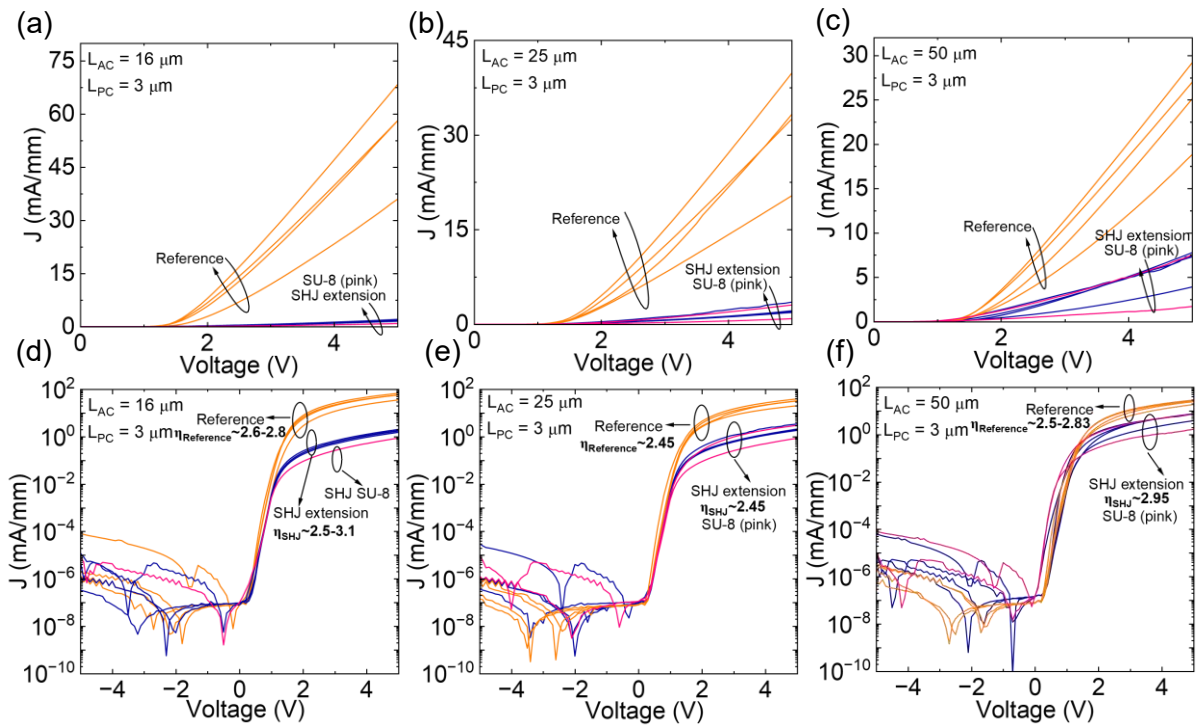 (a)
L_AC = 16 μm
L_PC = 3 μm
Reference
SU-8 (pink)
SHJ extension
J (mA/mm)
75
60
45
30
15
0
0
2
4
Voltage (V)
(b)
L_AC = 25 μm
L_PC = 3 μm
Reference
SHJ extension
SU-8 (pink)
J (mA/mm)
45
30
15
0
0
2
4
Voltage (V)
(c)
L_AC = 50 μm
L_PC = 3 μm
Reference
SHJ extension
SU-8 (pink)
J (mA/mm)
30
25
20
15
10
5
0
0
2
4
Voltage (V)
(d)
L_AC = 16 μm
Reference
L_PC = 3 μm
η_Reference~2.6-2.8
SHJ SU-8
SHJ extension
η_SHJ~2.5-3.1
J (mA/mm)
10^2
10^0
10^-2
10^-4
10^-6
10^-8
10^-10
−4
−2
0
2
4
Voltage (V)
(e)
L_AC = 25 μm
L_PC = 3 μm
Reference
η_Reference~2.45
SHJ extension
η_SHJ~2.45
SU-8 (pink)
J (mA/mm)
10^2
10^0
10^-2
10^-4
10^-6
10^-8
10^-10
−4
−2
0
2
4
Voltage (V)
(f)
L_AC = 50 μm
Reference
L_PC = 3 μm
η_Reference~2.5-2.83
SHJ extension
η_SHJ~2.95
SU-8 (pink)
J (mA/mm)
10^2
10^0
10^-2
10^-4
10^-6
10^-8
10^-10
−4
−2
0
2
4
Voltage (V)